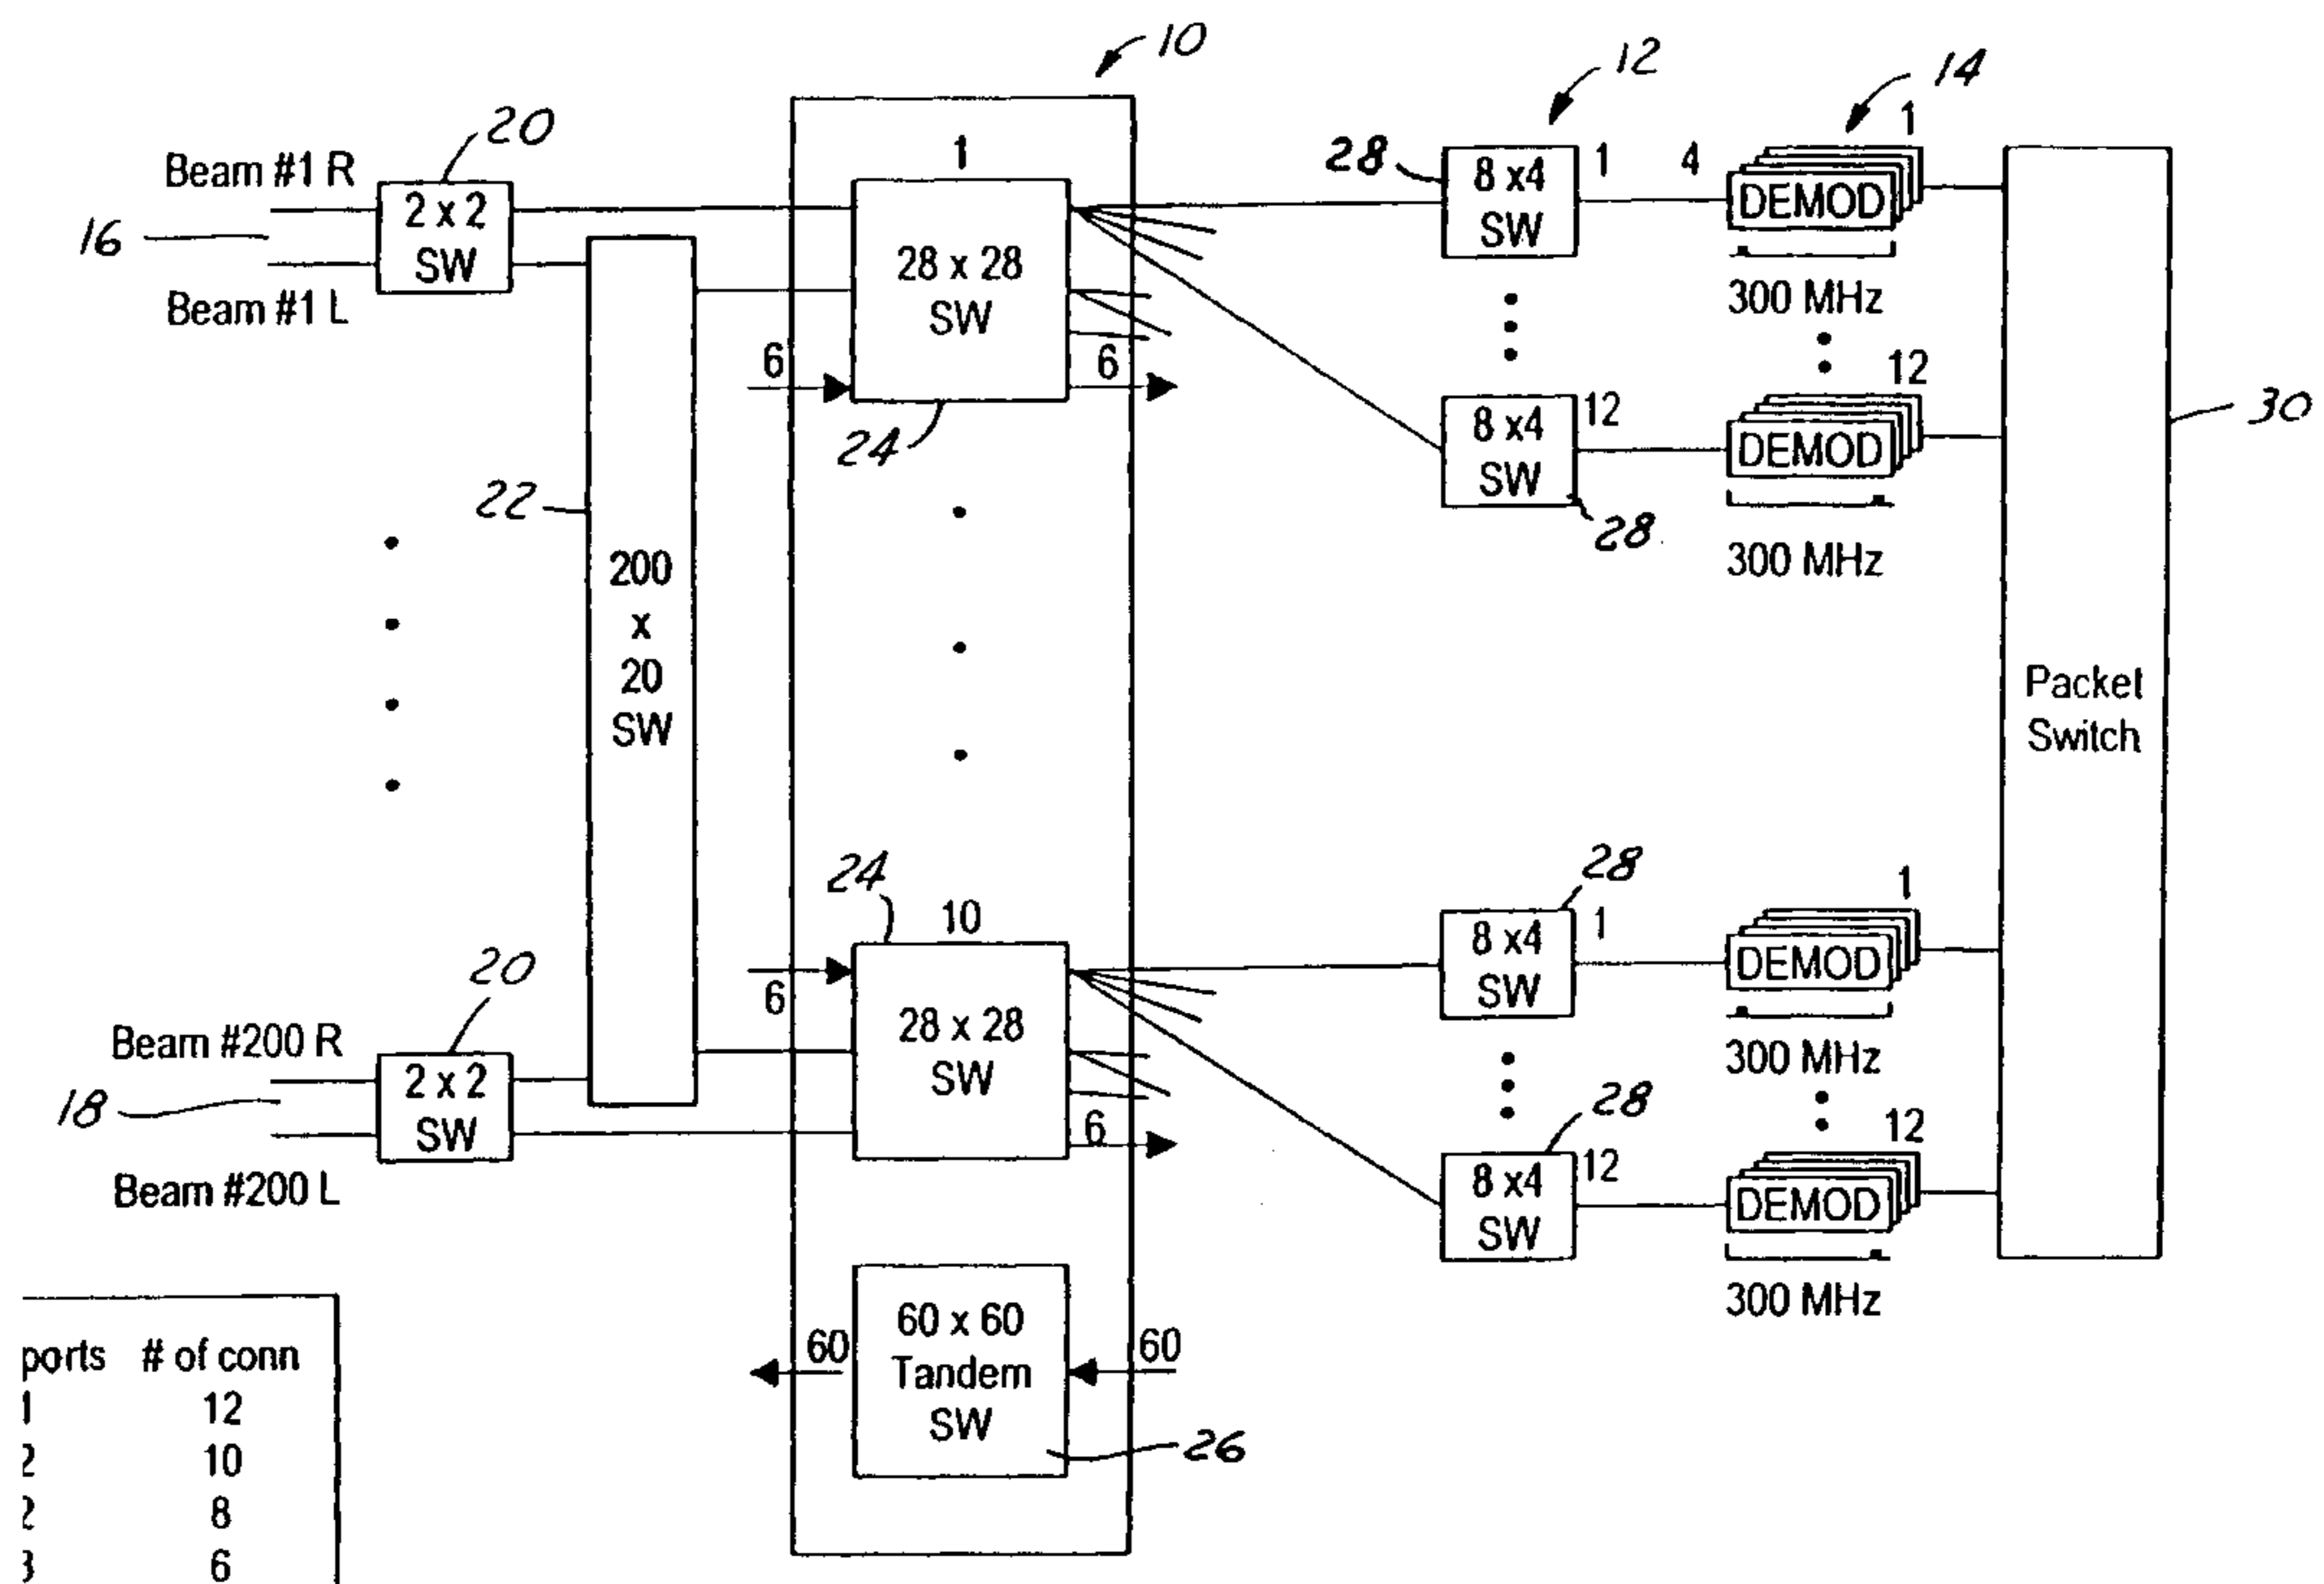 10
12
14
20
1
Beam #1 R
2 x 2
SW
16
Beam #1 L
1
28 x 28
SW
6
6
24
28
8 x4
SW
1
4
DEMOD
300 MHz
8 x4
SW
12
28
12
DEMOD
300 MHz
30
22
200
x
20
SW
Packet
Switch
24
10
6
28 x 28
SW
6
20
Beam #200 R
2 x 2
SW
18
Beam #200 L
28
8 x4
SW
1
1
DEMOD
300 MHz
28
8 x4
SW
12
12
DEMOD
300 MHz
60
60 x 60
Tandem
SW
60
26
ports # of conn
1 12
2 10
2 8
3 6